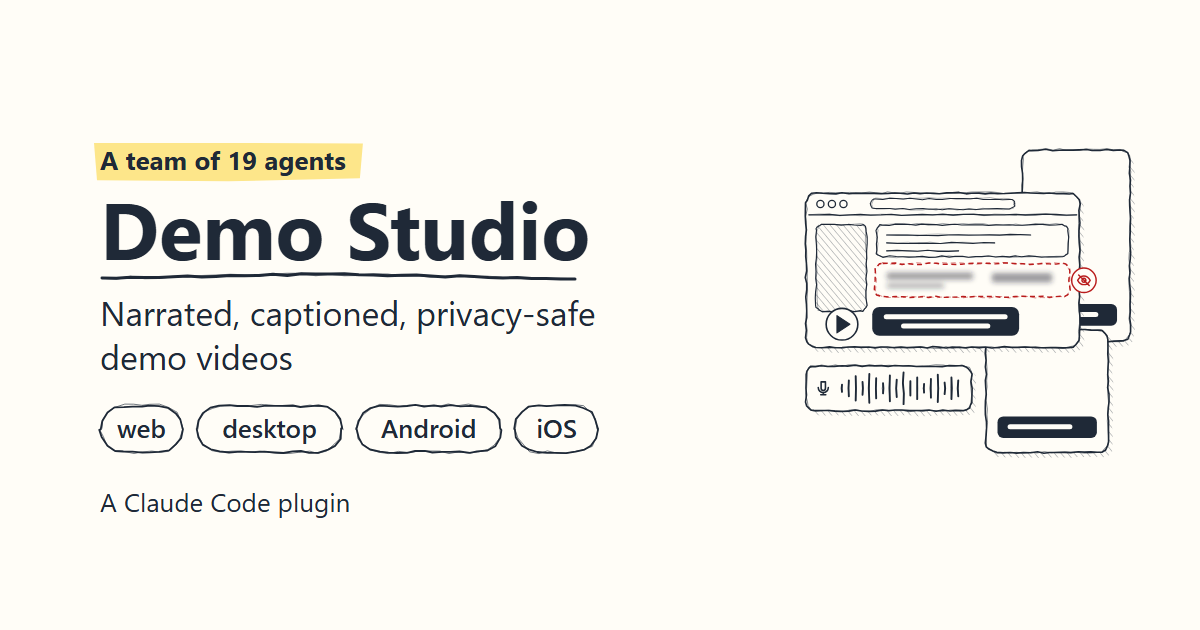 A team of 19 agents
Demo Studio
Narrated, captioned, privacy-safe
demo videos
web desktop Android iOS
A Claude Code plugin